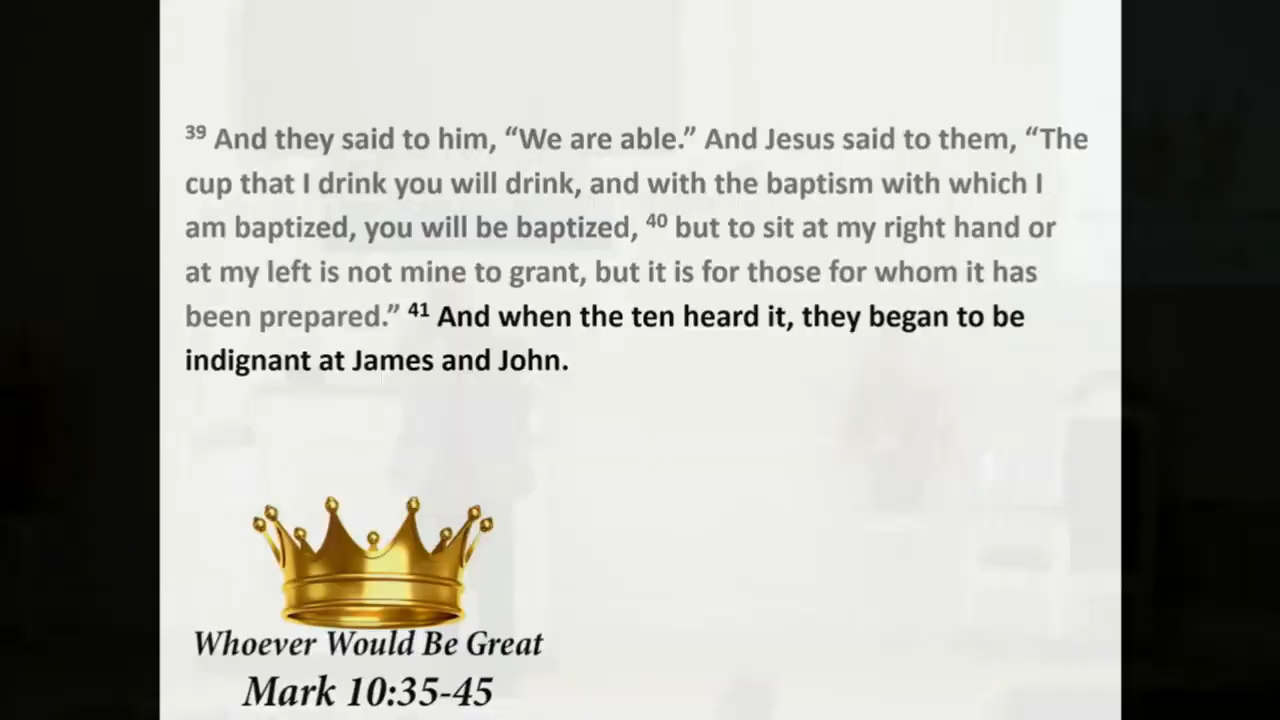 39 And they said to him, “We are able.” And Jesus said to them, “The
cup that I drink you will drink, and with the baptism with which I
am baptized, you will be baptized, 40 but to sit at my right hand or
at my left is not mine to grant, but it is for those for whom it has
been prepared.” 41 And when the ten heard it, they began to be
indignant at James and John.
Whoever Would Be Great
Mark 10:35-45